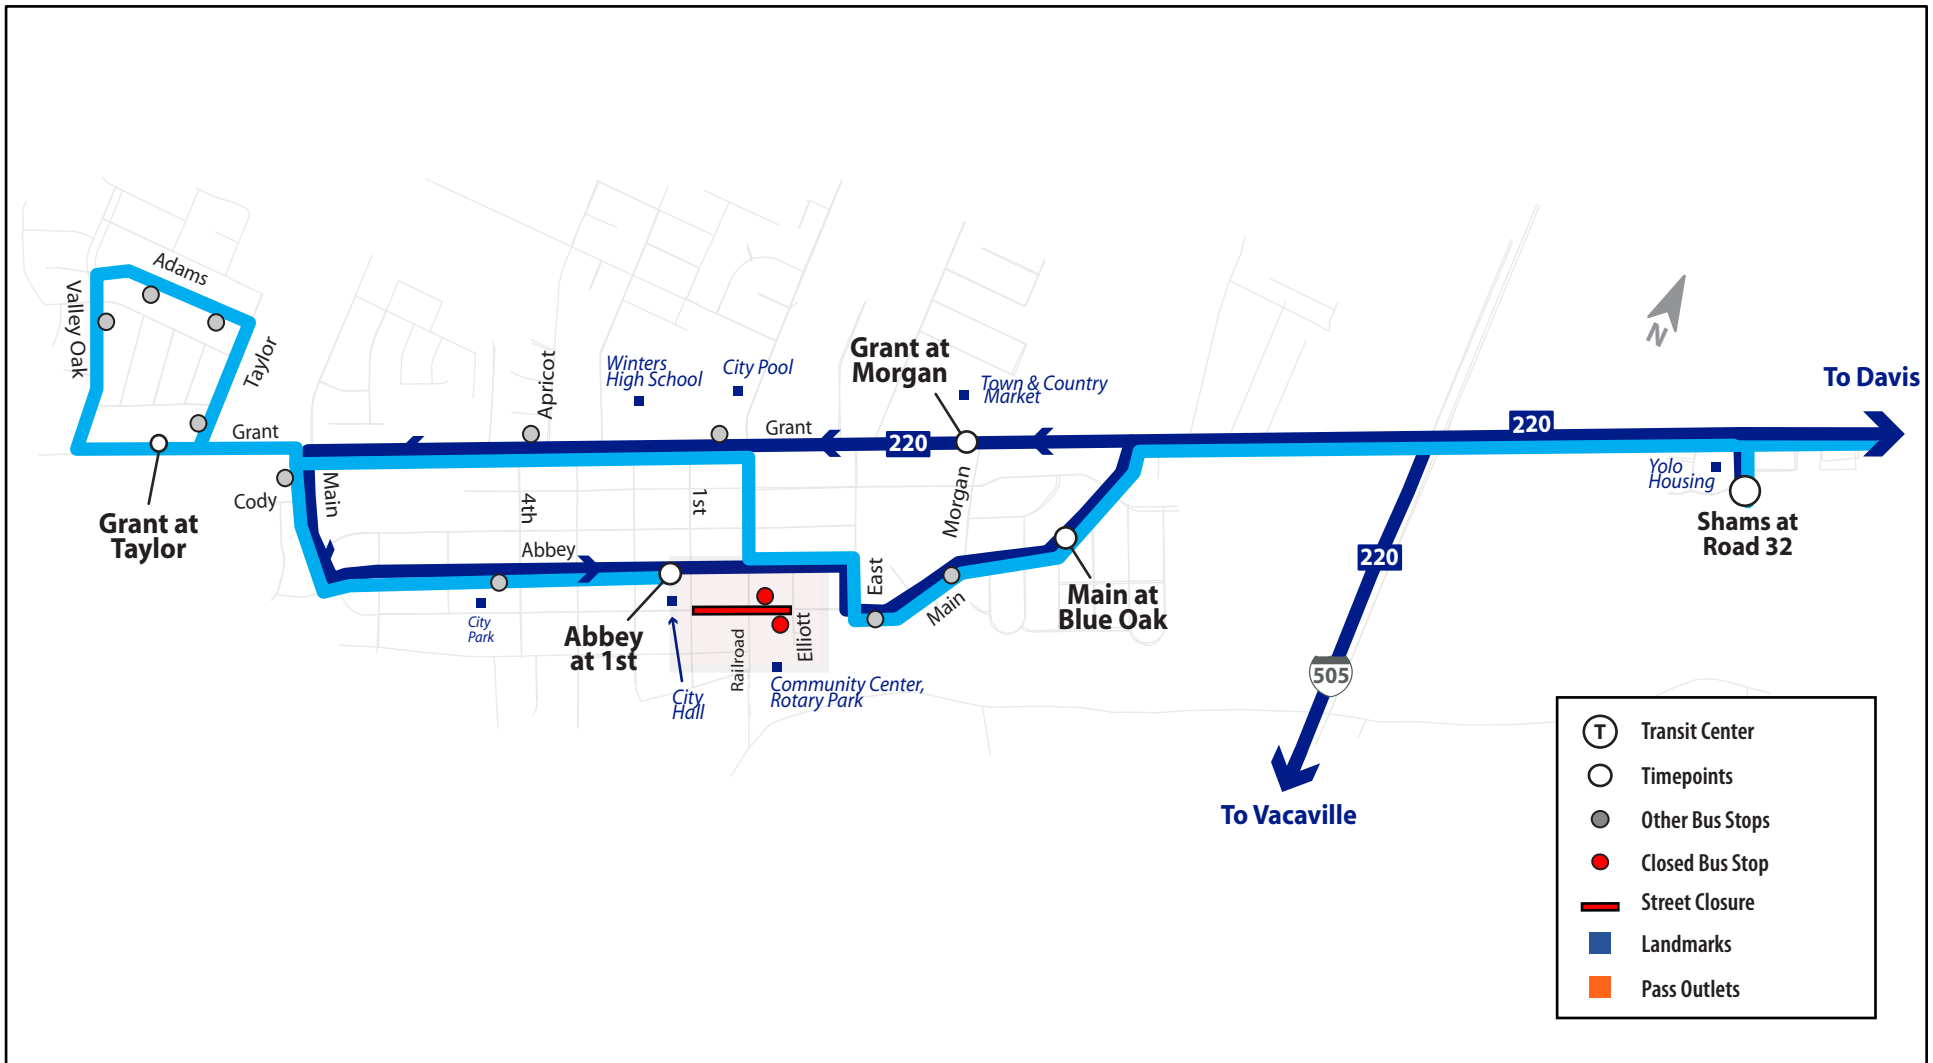 Adams
Valley Oak
Taylor
Grant
Cody
Main
Grant at
Taylor
Apricot
4th
Abbey
Winters
High School
City Pool
Grant
1st
Grant at
Morgan
Town & Country
Market
220
Morgan
East
Main
Main at
Blue Oak
City
Park
Abbey
at 1st
City
Hall
Railroad
Elliott
Community Center,
Rotary Park
220
505
To Vacaville
220
To Davis
N
Yolo
Housing
Shams at
Road 32
T Transit Center
Timepoints
Other Bus Stops
Closed Bus Stop
Street Closure
Landmarks
Pass Outlets